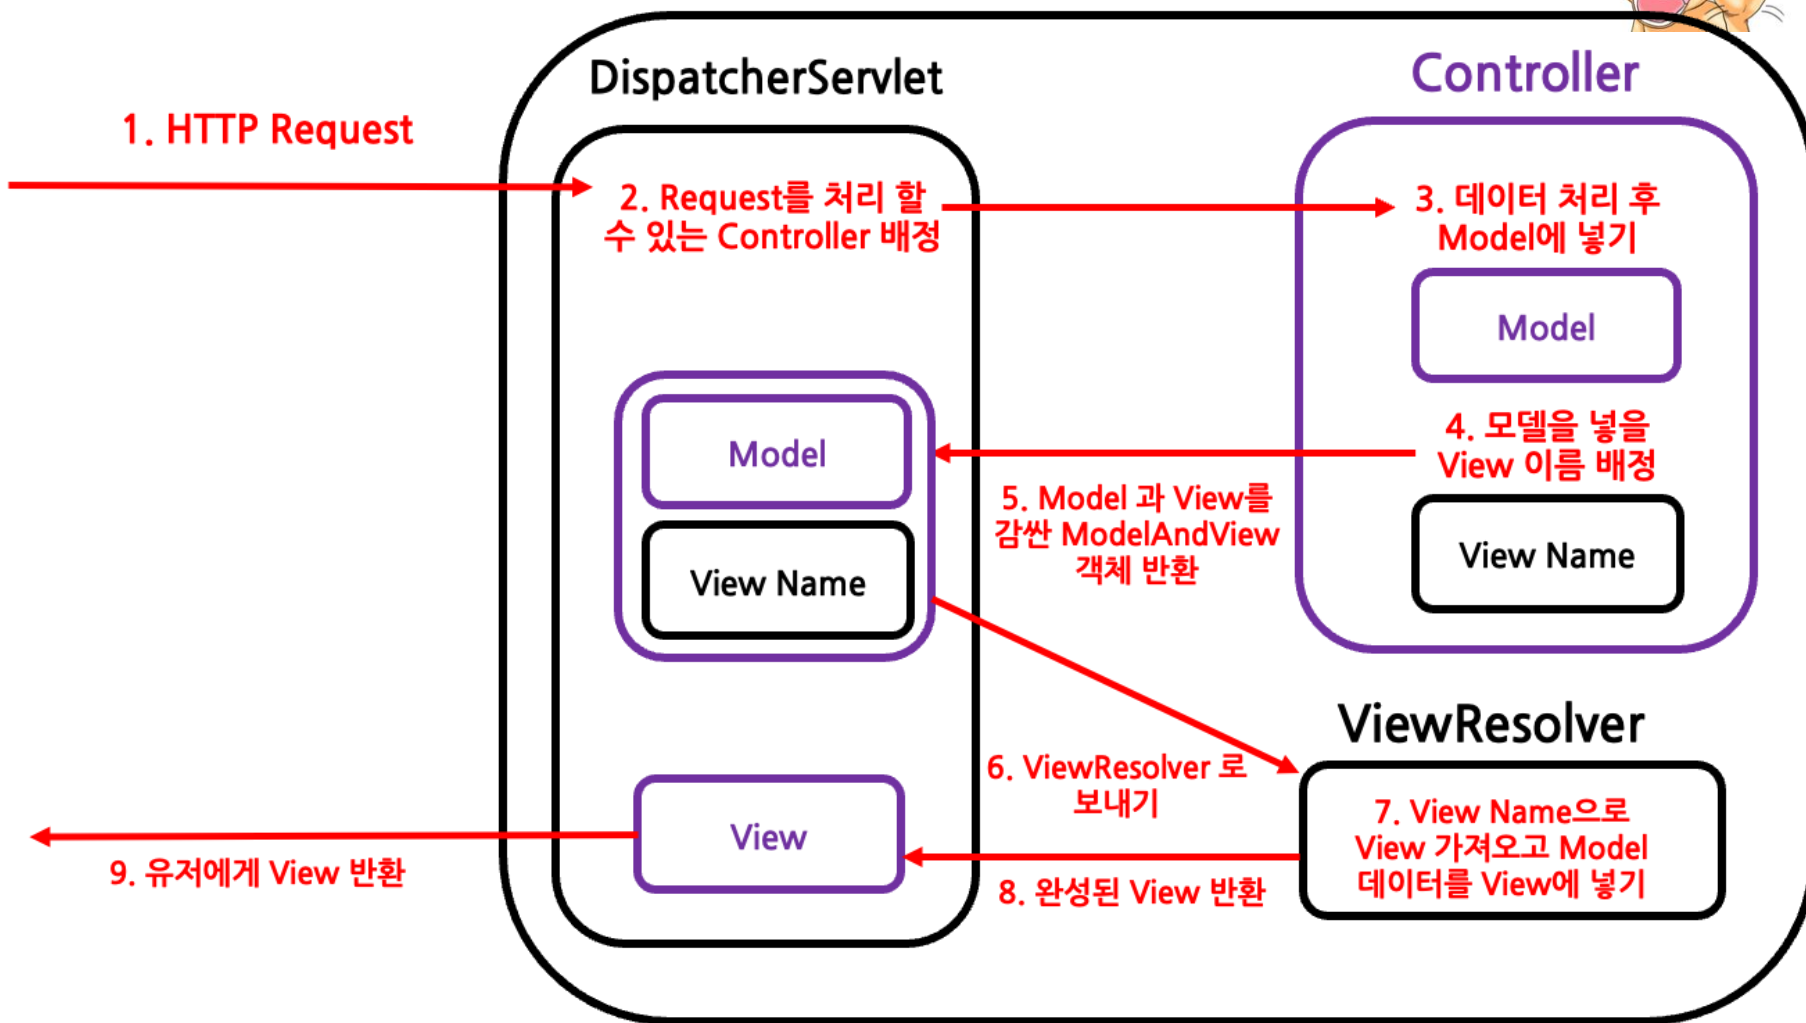 DispatcherServlet
Controller
1. HTTP Request
2. Request를 처리 할
수 있는 Controller 배정
3. 데이터 처리 후
Model에 넣기
Model
4. 모델을 넣을
View 이름 배정
View Name
Model
View Name
5. Model 과 View를
감싼 ModelAndView
객체 반환
ViewResolver
6. ViewResolver 로
보내기
7. View Name으로
View 가져오고 Model
데이터를 View에 넣기
View
8. 완성된 View 반환
9. 유저에게 View 반환